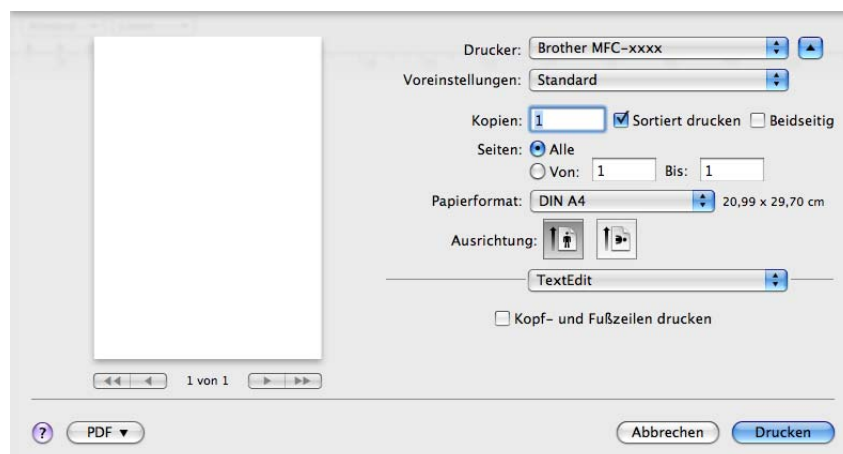 Drucker: Brother MFC-xxxx
Voreinstellungen: Standard
Kopien: 1 Sortiert drucken Beidseitig
Seiten: Alle
Von: 1 Bis: 1
Papierformat: DIN A4 20,99 x 29,70 cm
Ausrichtung:
TextEdit
Kopf- und Fußzeilen drucken
1 von 1
? PDF Abbrechen Drucken